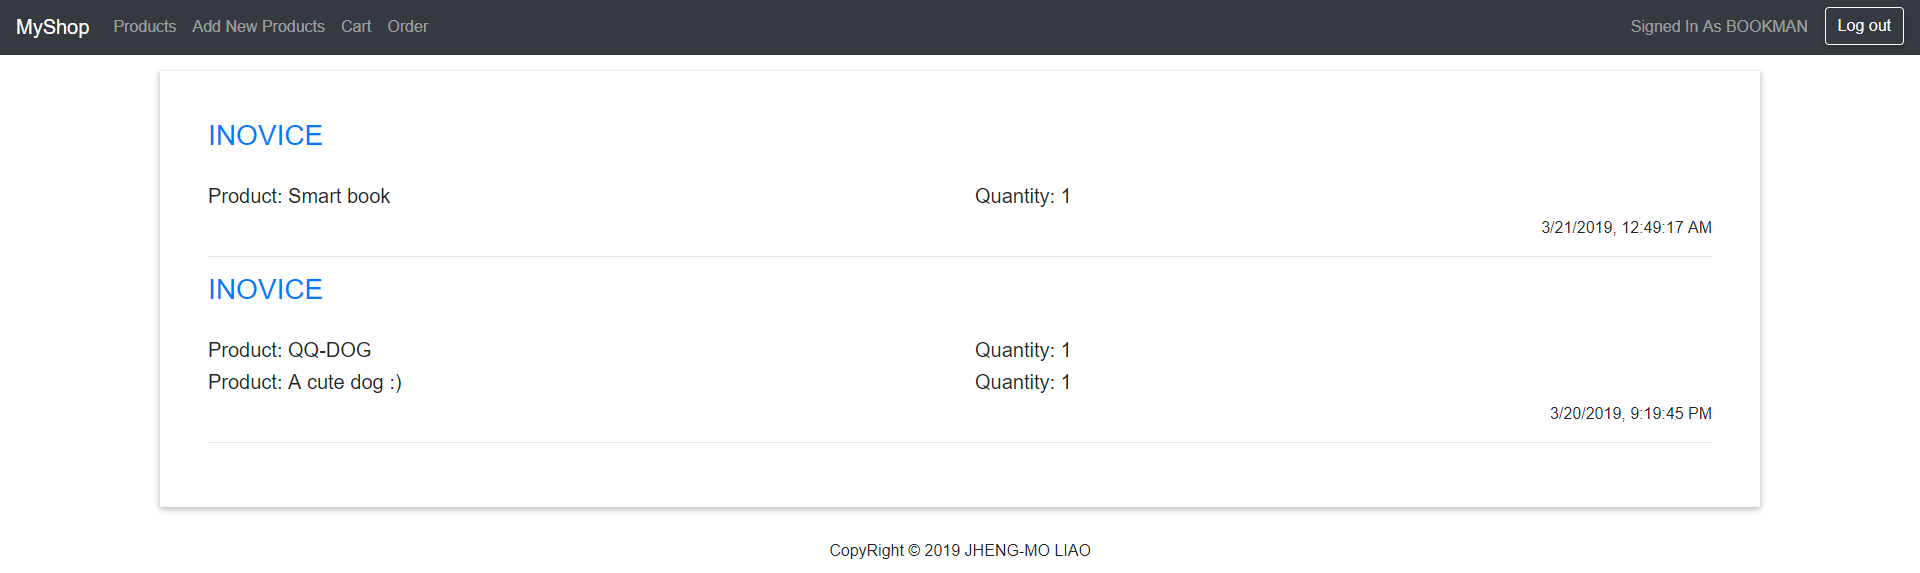 MyShop Products Add New Products Cart Order Signed In As BOOKMAN Log out
INOVICE
Product: Smart book Quantity: 1
3/21/2019, 12:49:17 AM
INOVICE
Product: QQ-DOG Quantity: 1
Product: A cute dog :) Quantity: 1
3/20/2019, 9:19:45 PM
CopyRight © 2019 JHENG-MO LIAO